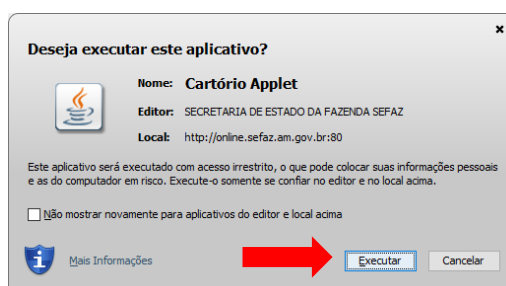 Deseja executar este aplicativo?
Nome: Cartório Applet
Editor: SECRETARIA DE ESTADO DA FAZENDA SEFAZ
Local: http://online.sefaz.am.gov.br:80
Este aplicativo será executado com acesso irrestrito, o que pode colocar suas informações pessoais
e as do computador em risco. Execute-o somente se confiar no editor e no local acima.
Não mostrar novamente para aplicativos do editor e local acima
Mais Informações
Executar
Cancelar